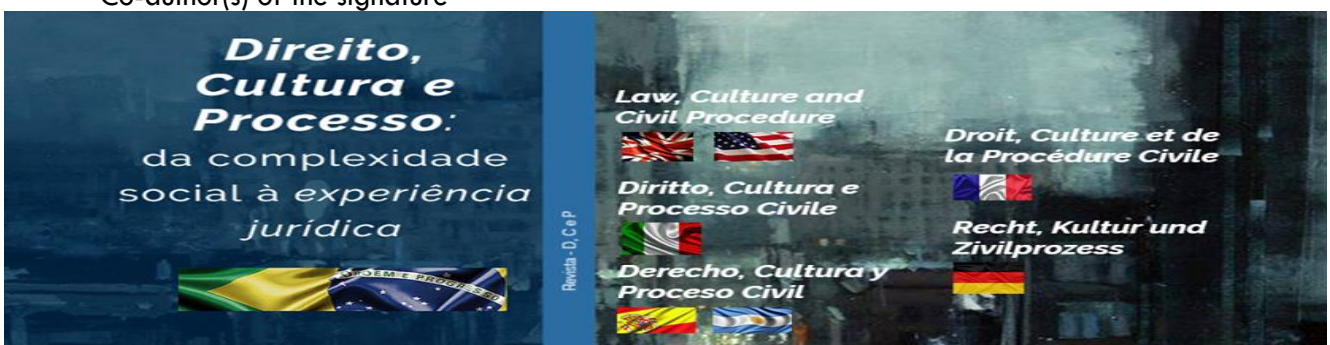 Co-author(s) of the signature
Direito,
Cultura e
Processo:
da complexidade
social à experiência
jurídica
ORDEM E PROGRESSO
Revista - D, C e P
Law, Culture and
Civil Procedure
Diritto, Cultura e
Processo Civile
Derecho, Cultura y
Proceso Civil
Droit, Culture et de
la Procédure Civile
Recht, Kultur und
Zivilprozess